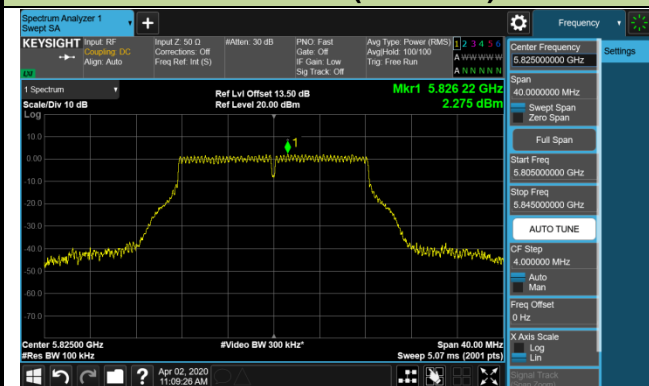 Spectrum Analyzer 1
Swept SA
+
Frequency
KEYSIGHT
Input: RF
Coupling: DC
Align: Auto
Input Z: 50 Ω
Corrections: Off
Freq Ref: Int (S)
#Atten: 30 dB
PNO: Fast
Gate: Off
IF Gain: Low
Sig Track: Off
Avg Type: Power (RMS)
Avg|Hold: 100/100
Trig: Free Run
1 2 3 4 5 6
A W W W W W
A N N N N N
LXI
1 Spectrum
Scale/Div 10 dB
Log
Ref Lvl Offset 13.50 dB
Ref Level 20.00 dBm
Mkr1 5.826 22 GHz
2.275 dBm
10.0
0.00
-10.0
-20.0
-30.0
-40.0
-50.0
-60.0
-70.0
1
Center 5.82500 GHz
#Res BW 100 kHz
#Video BW 300 kHz*
Span 40.00 MHz
Sweep 5.07 ms (2001 pts)
Apr 02, 2020
11:09:26 AM
?
Center Frequency
5.825000000 GHz
Settings
Span
40.0000000 MHz
Swept Span
Zero Span
Full Span
Start Freq
5.805000000 GHz
Stop Freq
5.845000000 GHz
AUTO TUNE
CF Step
4.000000 MHz
Auto
Man
Freq Offset
0 Hz
X Axis Scale
Log
Lin
Signal Track